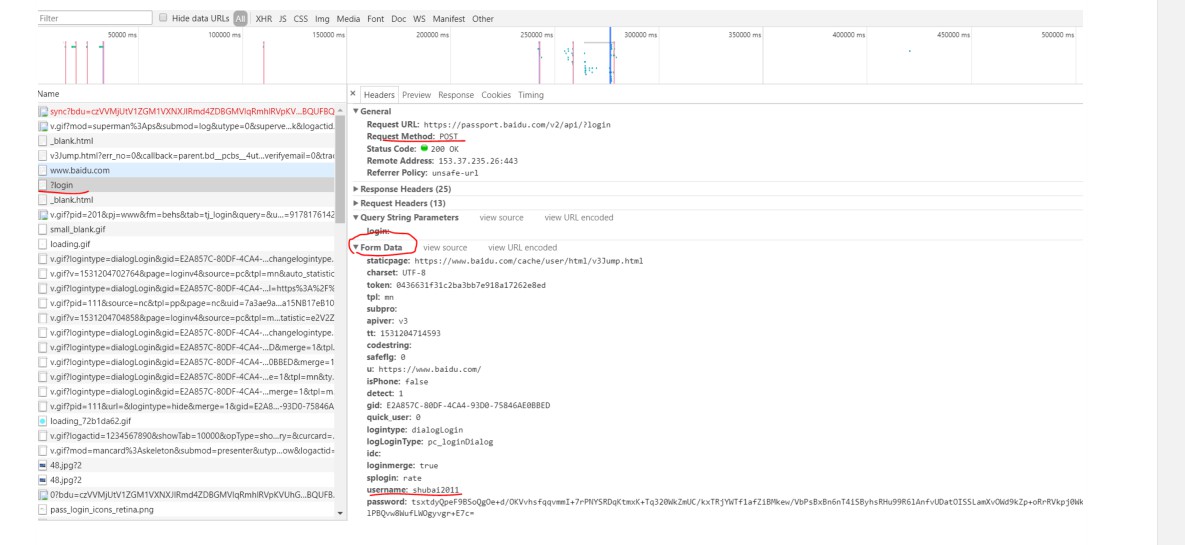 Filter Hide data URLs All XHR JS CSS Img Media Font Doc WS Manifest Other
50000 ms 100000 ms 150000 ms 200000 ms 250000 ms 300000 ms 350000 ms 400000 ms 450000 ms 500000 ms
Name
sync?bdu=czVVMjUtV1ZGM1VXNXJlRmd4ZDBGMVlqRmhlRVpKV...BQUFBQ
v.gif?mod=superman%3Aps&submod=log&utype=0&superve...k&logactid.
_blank.html
v3Jump.html?err_no=0&callback=parent.bd__pcbs__4ut...verifyemail=0&tra
www.baidu.com
?login
_blank.html
v.gif?pid=201&pj=www&fm=behs&tab=tj_login&query=&u...=9178176142
small_blank.gif
loading.gif
v.gif?logintype=dialogLogin&gid=E2A857C-80DF-4CA4-...changelogintype.
v.gif?v=1531204702764&page=loginv4&source=pc&tpl=mn&auto_statistic
v.gif?logintype=dialogLogin&gid=E2A857C-80DF-4CA4-...l=https%3A%2F%
v.gif?pid=111&source=nc&tpl=pp&page=nc&uid=7a3ae9a...a15NB17eB10
v.gif?v=1531204704858&page=loginv4&source=pc&tpl=m...tatistic=e2V2Z
v.gif?logintype=dialogLogin&gid=E2A857C-80DF-4CA4-...changelogintype.
v.gif?logintype=dialogLogin&gid=E2A857C-80DF-4CA4-...D&merge=1&tpl.
v.gif?logintype=dialogLogin&gid=E2A857C-80DF-4CA4-...0BBED&merge=1
v.gif?logintype=dialogLogin&gid=E2A857C-80DF-4CA4-...e=1&tpl=mn&ty.
v.gif?logintype=dialogLogin&gid=E2A857C-80DF-4CA4-...merge=1&tpl=m
v.gif?pid=111&url=&logintype=hide&merge=1&gid=E2A8...-93D0-75846A
loading_72b1da62.gif
v.gif?logactid=1234567890&showTab=10000&opType=sho...ry=&curcard=.
v.gif?mod=mancard%3Askeleton&submod=presenter&utyp...ow&logactid=
48.jpg?2
48.jpg?2
0?bdu=czVVMjUtV1ZGM1VXNXJlRmd4ZDBGMVlqRmhlRVpKVUhG...BQUFB.
pass_login_icons_retina.png
× Headers Preview Response Cookies Timing
General
Request URL: https://passport.baidu.com/v2/api/?login
Request Method: POST
Status Code: 200 OK
Remote Address: 153.37.235.26:443
Referrer Policy: unsafe-url
Response Headers (25)
Request Headers (13)
Query String Parameters view source view URL encoded
login:
Form Data view source view URL encoded
staticpage: https://www.baidu.com/cache/user/html/v3Jump.html
charset: UTF-8
token: 0436631f31c2ba3bb7e918a17262e8ed
tpl: mn
subpro:
apiver: v3
tt: 1531204714593
codestring:
safeflg: 0
u: https://www.baidu.com/
isPhone: false
detect: 1
gid: E2A857C-80DF-4CA4-93D0-75846AE0BBED
quick_user: 0
logintype: dialogLogin
logLoginType: pc_loginDialog
idc:
loginmerge: true
splogin: rate
username: shubai2011
password: tsxtdyQpeF9BSoQgOe+d/OKVvhsfqqvmmI+7rPNYSRDqKtmxK+Tq320WkZmUC/kxTRjYWTf1afZiBMkew/VbPsBxBn6nT4iSByhsRHu99R6lAnfvUDatOISSLamXvOWd9kZp+oRrRVkpj0Wk
lPBQvw8WufLWOgyvgr+E7c=